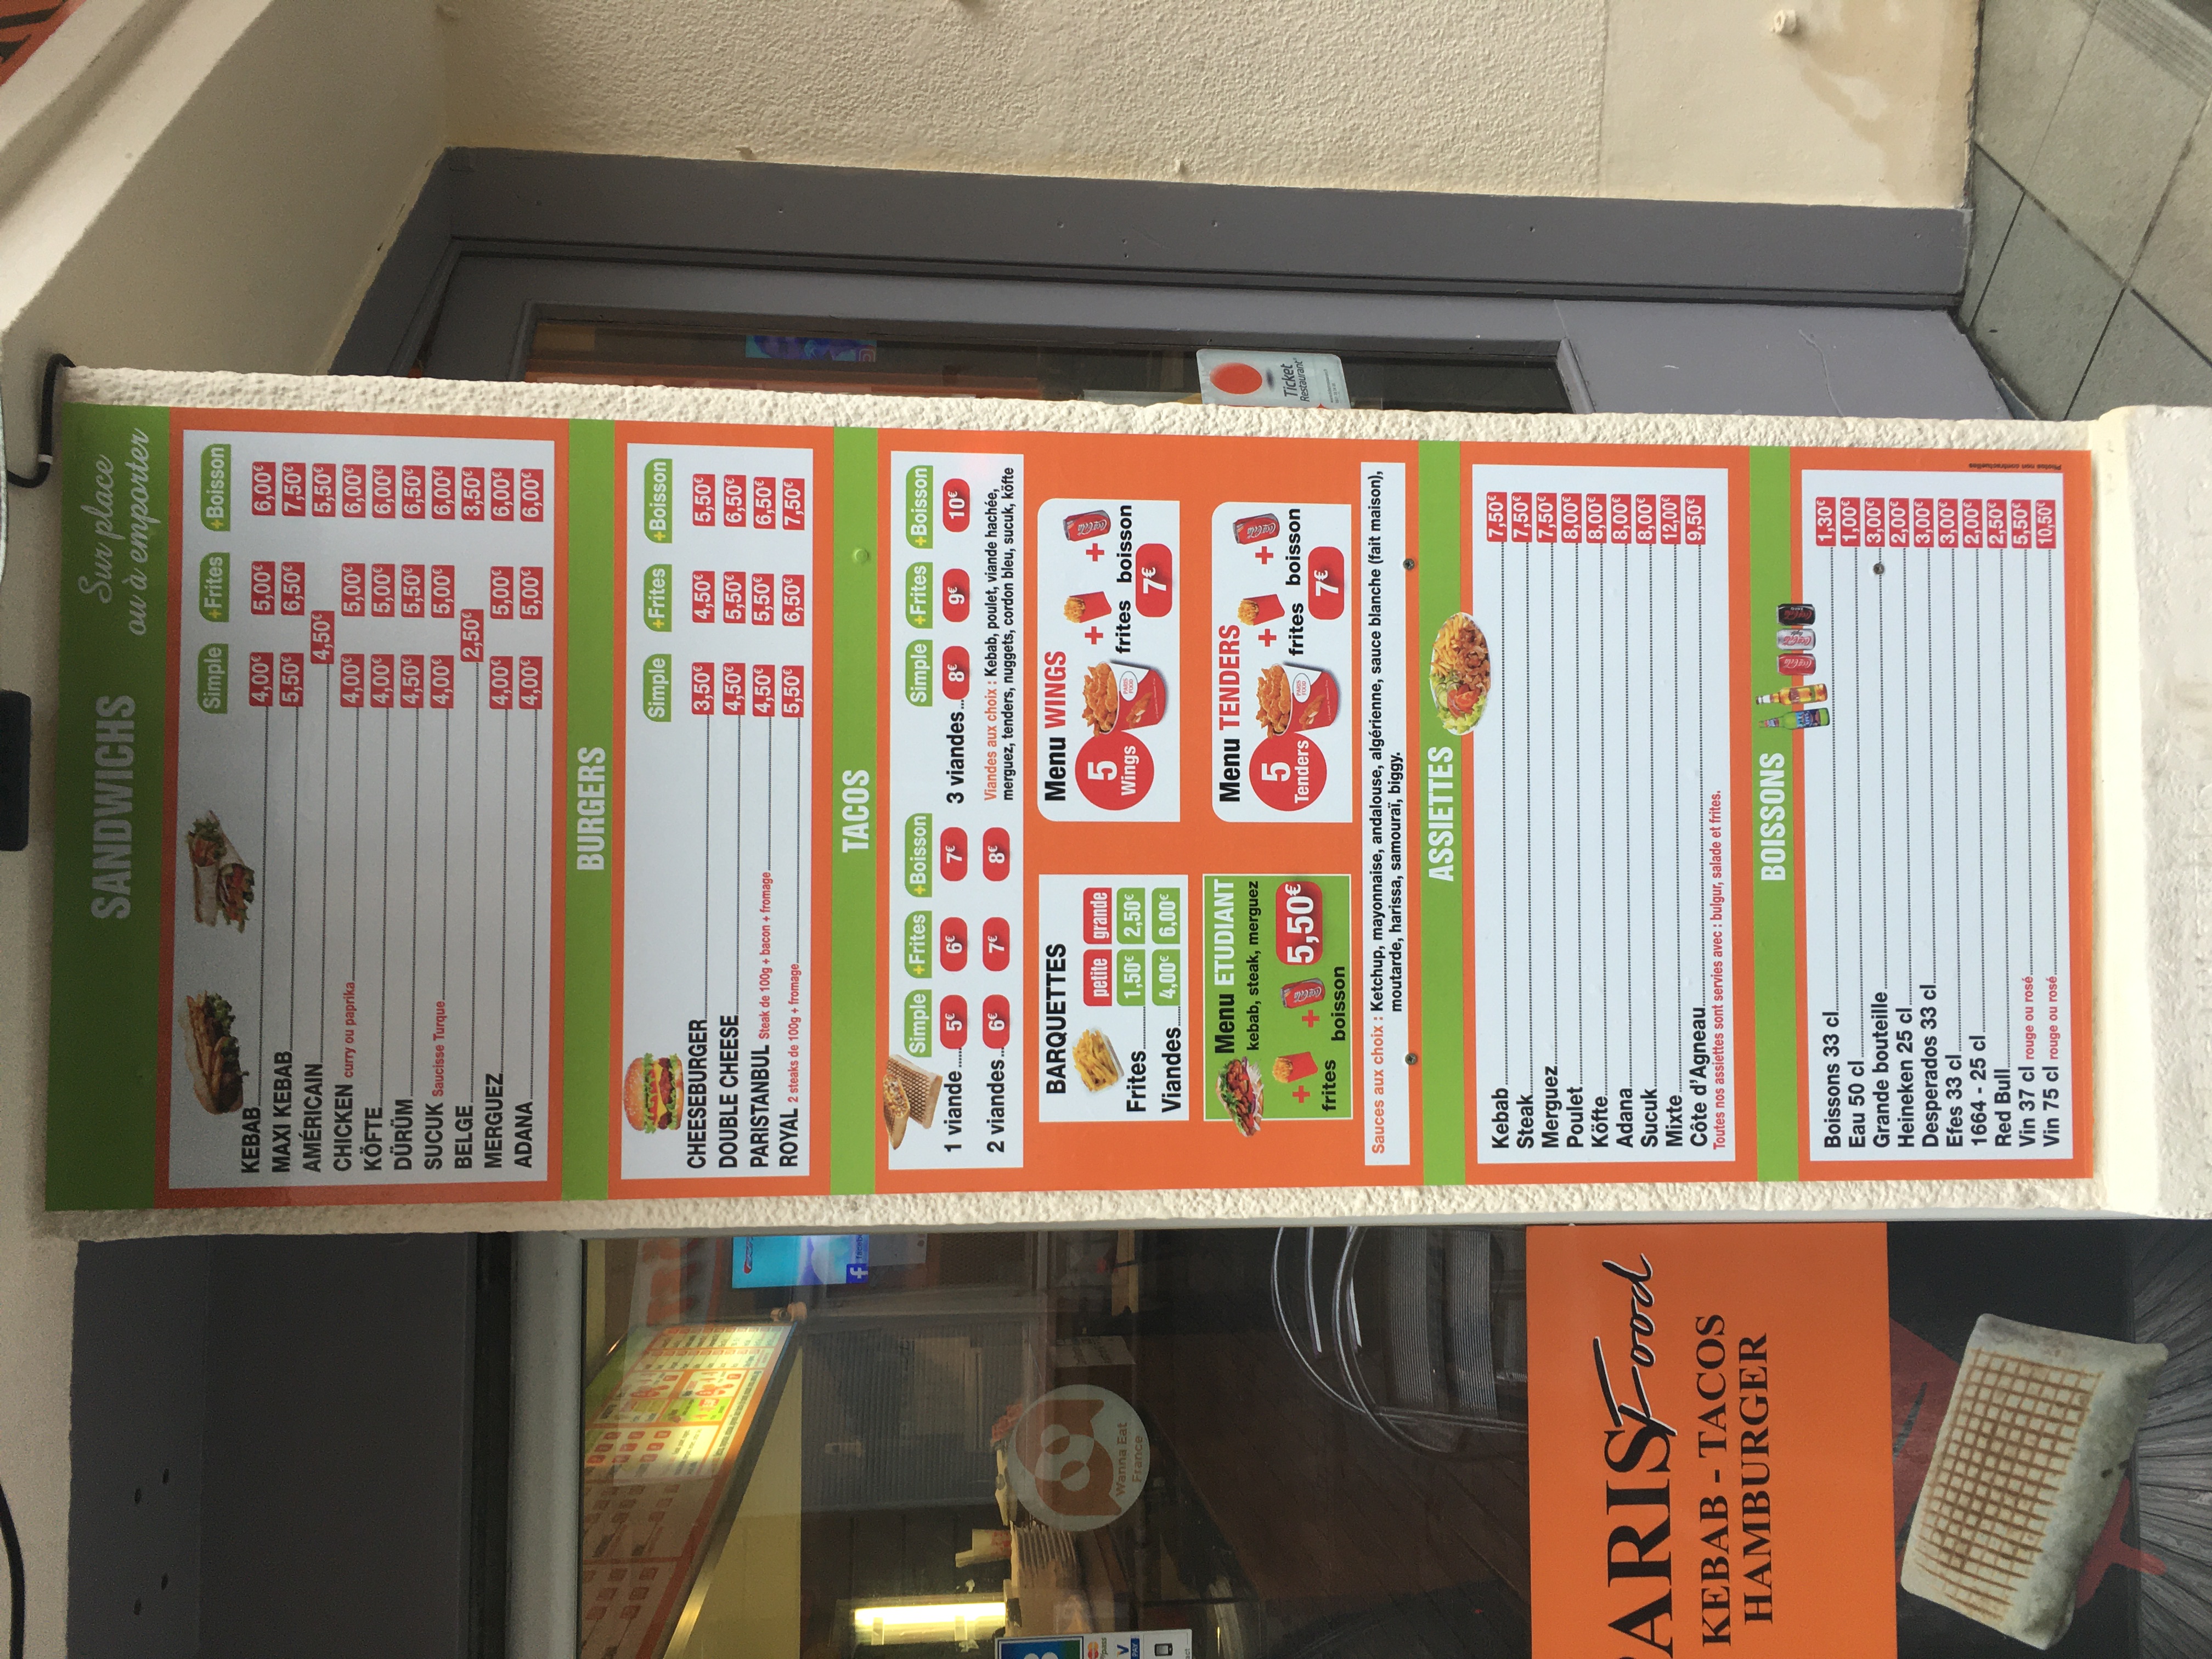 SANDWICHS
Sur place
ou à emporter
Simple +Frites +Boisson
KEBAB 4,00€ 5,00€ 6,00€
MAXI KEBAB 5,50€ 6,50€ 7,50€
AMÉRICAIN 4,50€ 5,50€
CHICKEN curry ou paprika 4,00€ 5,00€ 6,00€
KÖFTE 4,00€ 5,00€ 6,00€
DÜRÜM 4,50€ 5,50€ 6,50€
SUCUK Saucisse Turque 4,00€ 5,00€ 6,00€
BELGE 2,50€ 3,50€
MERGUEZ 4,00€ 5,00€ 6,00€
ADANA 4,00€ 5,00€ 6,00€
BURGERS
Simple +Frites +Boisson
CHEESEBURGER 3,50€ 4,50€ 5,50€
DOUBLE CHEESE 4,50€ 5,50€ 6,50€
PARISTANBUL Steak de 100g + bacon + fromage 4,50€ 5,50€ 6,50€
ROYAL 2 steaks de 100g + fromage 5,50€ 6,50€ 7,50€
TACOS
Simple +Frites +Boisson
1 viande 5€ 6€ 7€
2 viandes 6€ 7€ 8€
Simple +Frites +Boisson
3 viandes 8€ 9€ 10€
Viandes aux choix : Kebab, poulet, viande hachée,
merguez, tenders, nuggets, cordon bleu, sucuk, köfte
BARQUETTES
petite grande
Frites 1,50€ 2,50€
Viandes 4,00€ 6,00€
Menu WINGS
5
Wings
+ frites + boisson
7€
Menu ETUDIANT
kebab, steak, merguez
+ frites + boisson
5,50€
Menu TENDERS
5
Tenders
+ frites + boisson
7€
Sauces aux choix : Ketchup, mayonnaise, andalouse, algérienne, sauce blanche (fait maison),
moutarde, harissa, samouraï, biggy.
ASSIETTES
Kebab 7,50€
Steak 7,50€
Merguez 7,50€
Poulet 8,00€
Köfte 8,00€
Adana 8,00€
Sucuk 8,00€
Mixte 12,00€
Côte d'Agneau 9,50€
Toutes nos assiettes sont servies avec : bulgur, salade et frites.
BOISSONS
Boissons 33 cl 1,30€
Eau 50 cl 1,00€
Grande bouteille 3,00€
Heineken 25 cl 2,00€
Desperados 33 cl 3,00€
Efes 33 cl 3,00€
1664 - 25 cl 2,00€
Red Bull 2,50€
Vin 37 cl rouge ou rosé 5,50€
Vin 75 cl rouge ou rosé 10,50€
Photos non contractuelles
Ticket
Restaurant
Wanna Eat
France
ARIS Food
KEBAB - TACOS
HAMBURGER